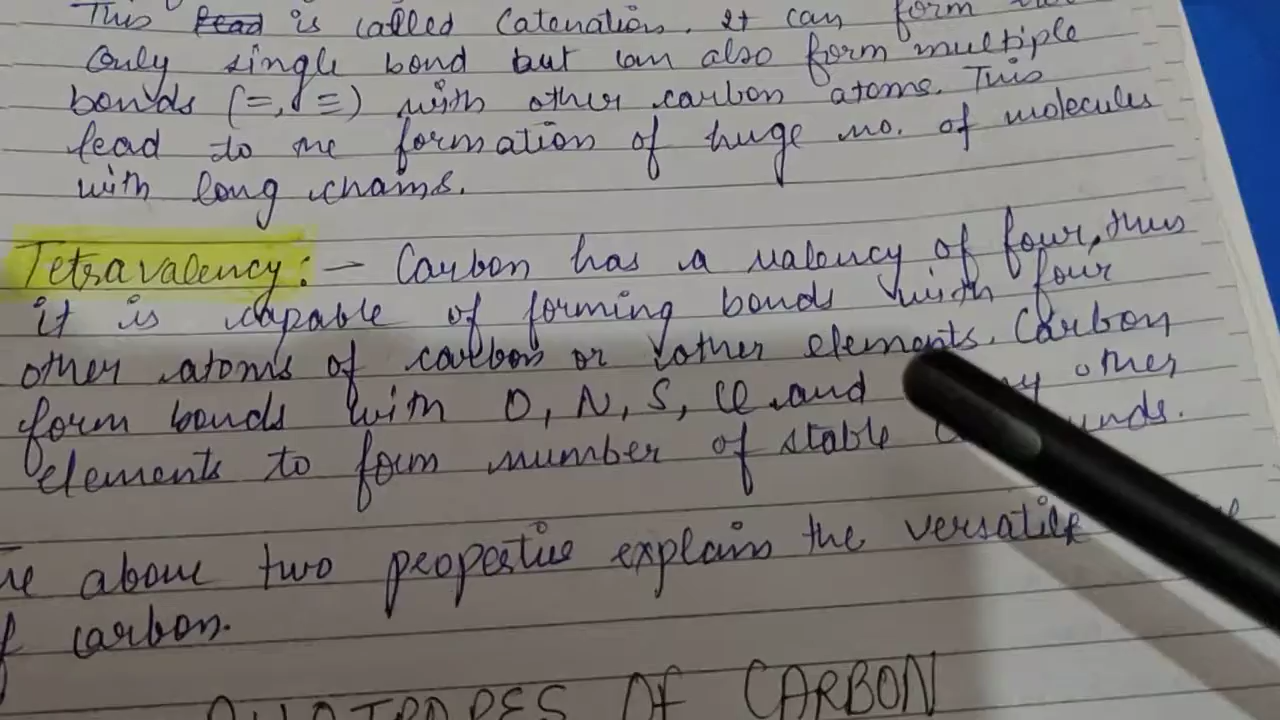 This lead is called Catenation. It can form
Only single bond but can also form multiple
bonds (=, ≡) with other carbon atoms. This
lead to the formation of huge no. of molecules
with long chains.
Tetravalency:- Carbon has a valency of four, thus
it is capable of forming bonds with four
other atoms of carbon or other elements. Carbon
form bonds with O, N, S, Cl and other
elements to form number of stable
above two properties explain the versatile
carbon.
OF CARBON